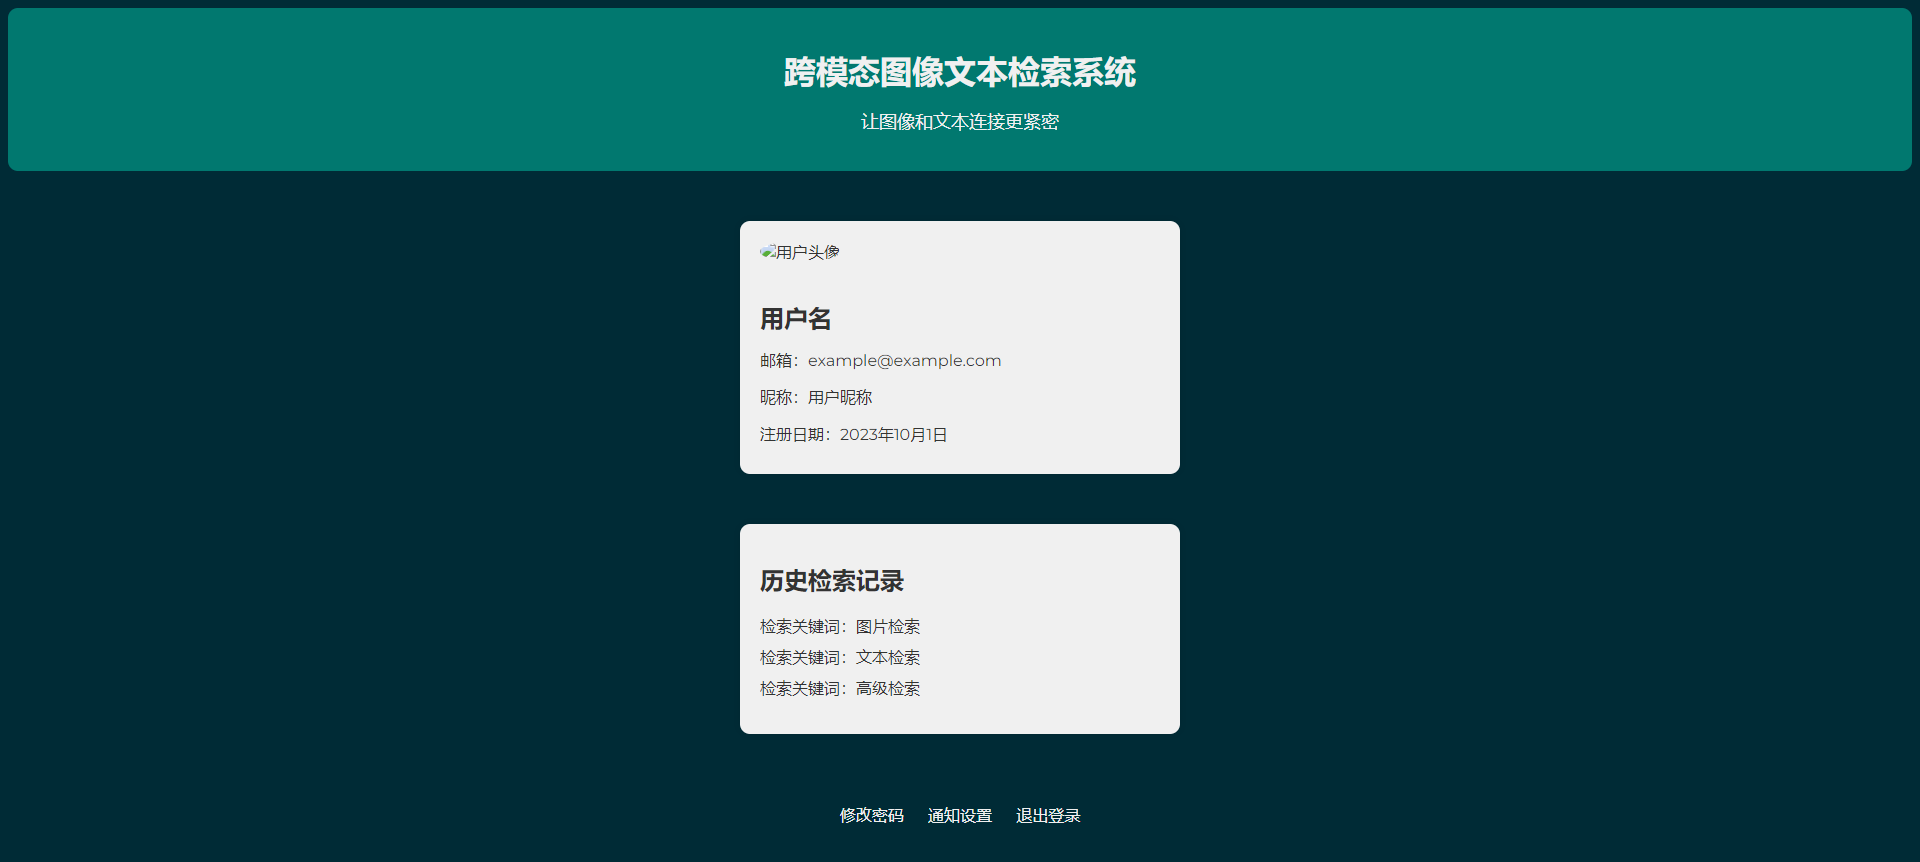 跨模态图像文本检索系统
让图像和文本连接更紧密
用户头像
用户名
邮箱：example@example.com
昵称：用户昵称
注册日期：2023年10月1日
历史检索记录
检索关键词：图片检索
检索关键词：文本检索
检索关键词：高级检索
修改密码 通知设置 退出登录